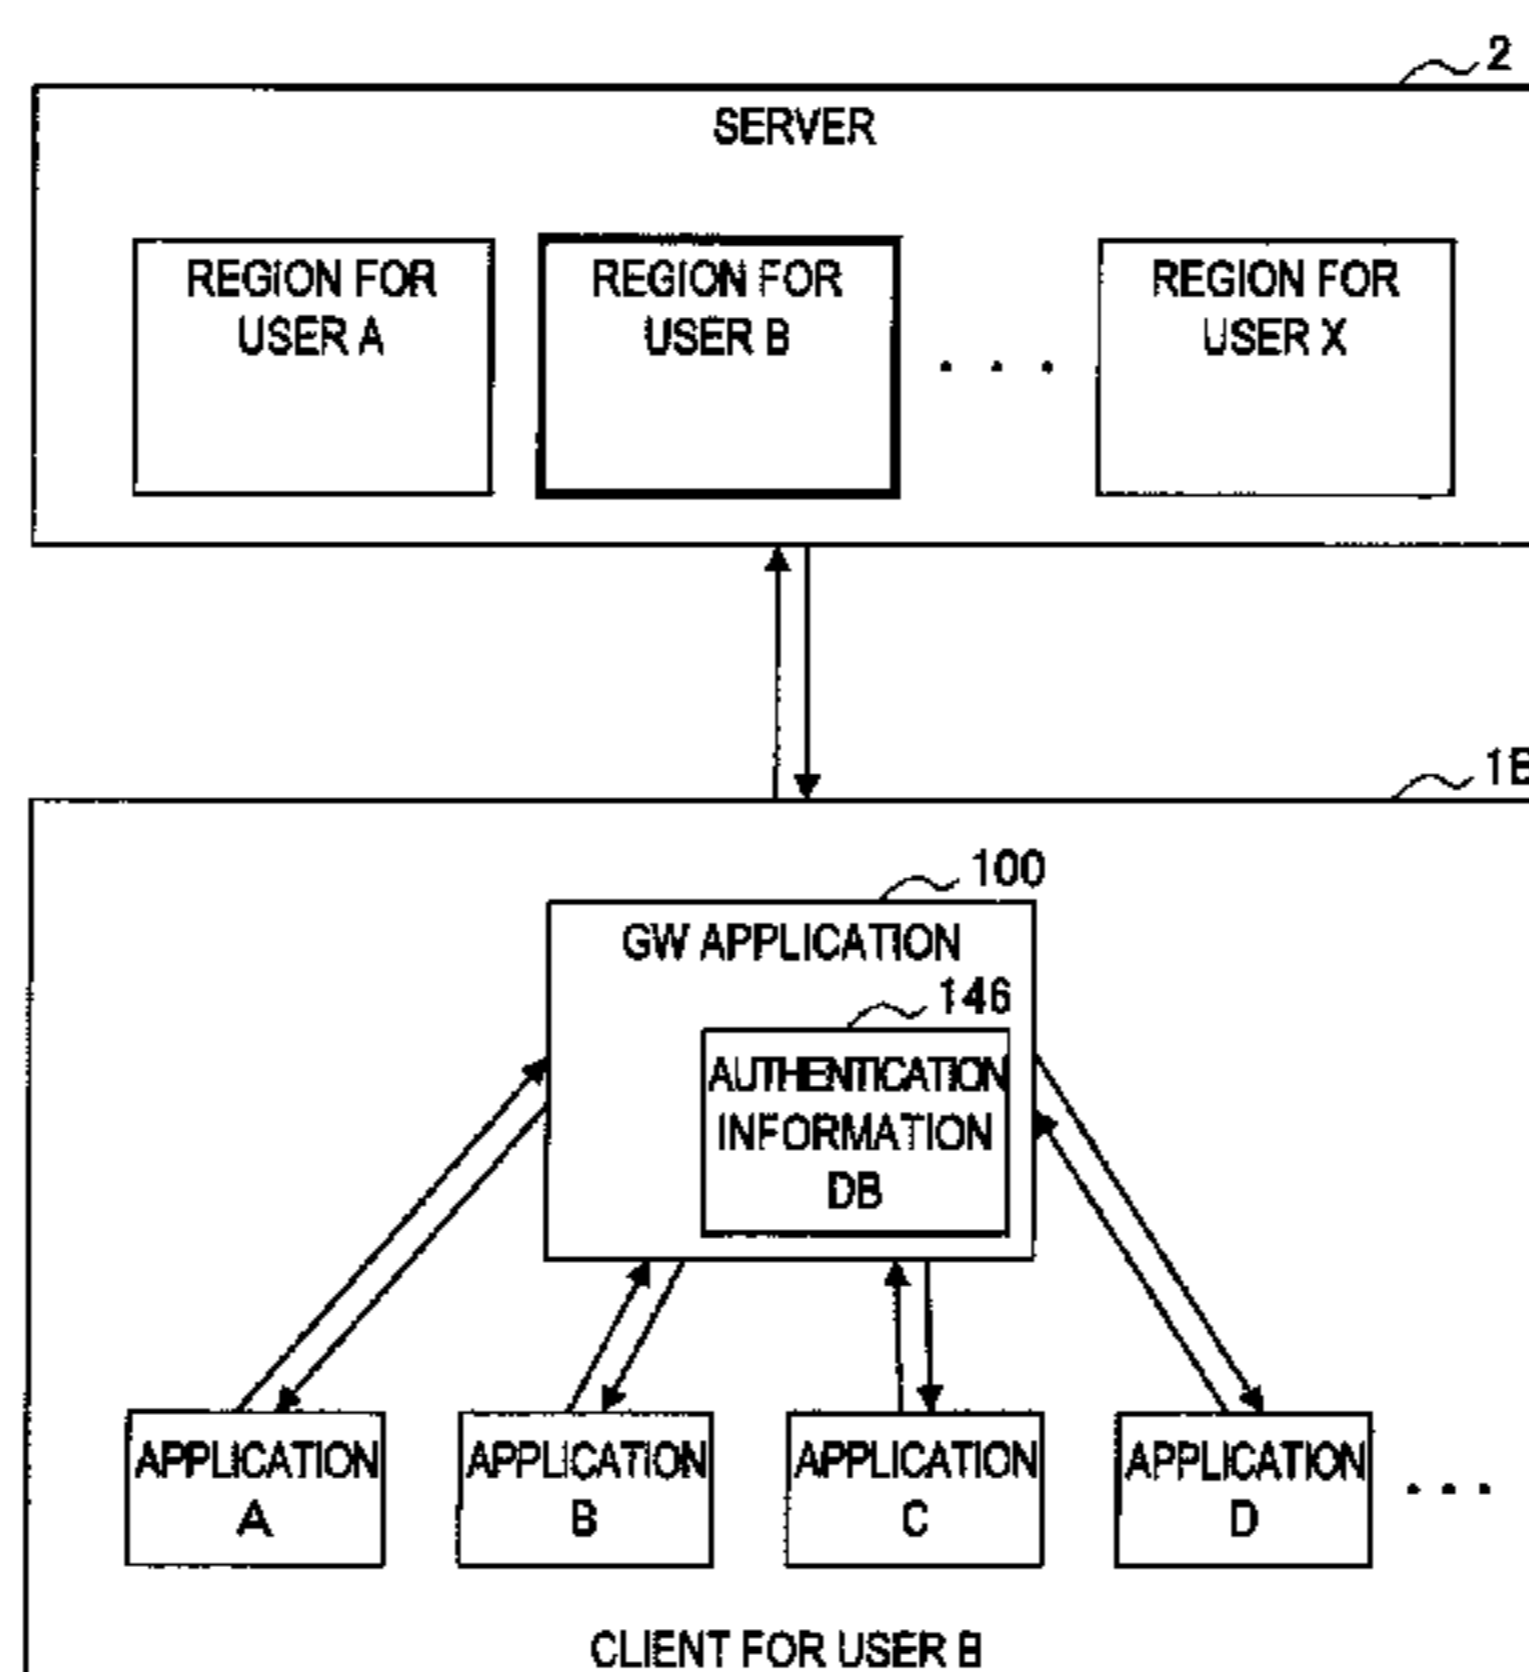 2
SERVER
REGION FOR
USER A
REGION FOR
USER B
. . .
REGION FOR
USER X
1B
100
GW APPLICATION
146
AUTHENTICATION
INFORMATION
DB
APPLICATION
A
APPLICATION
B
APPLICATION
C
APPLICATION
D
. . .
CLIENT FOR USER B